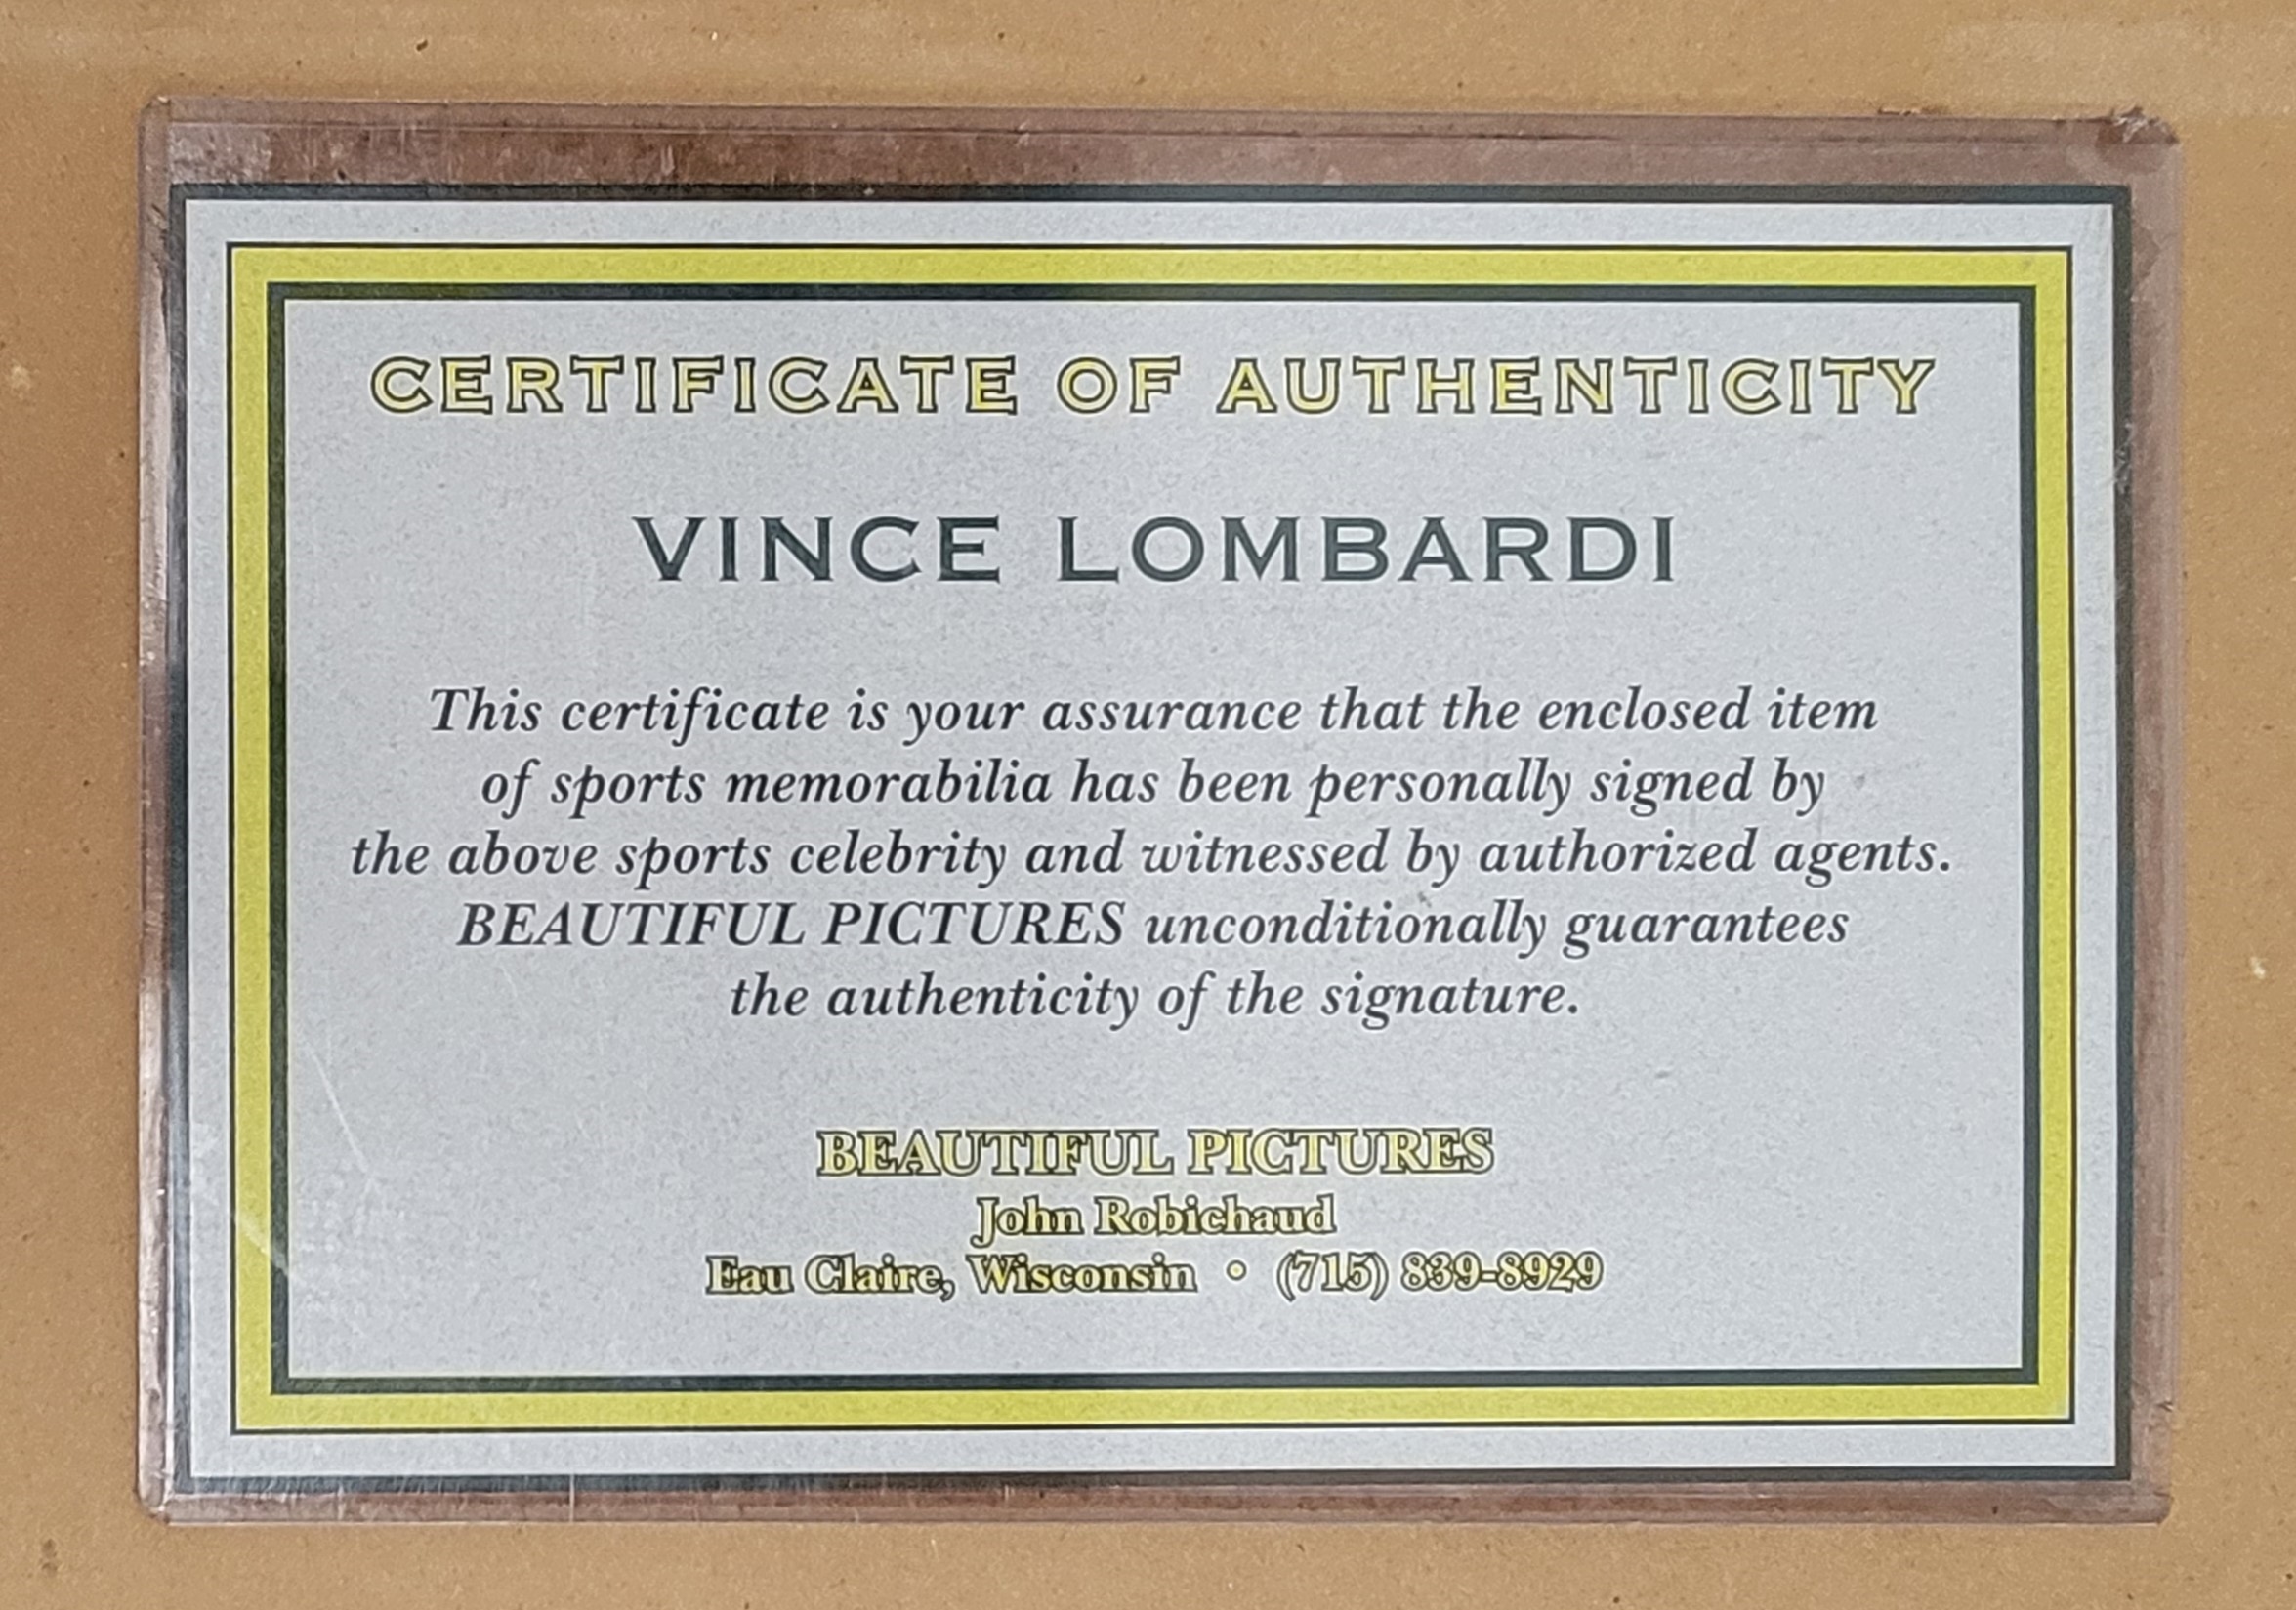 CERTIFICATE OF AUTHENTICITY
VINCE LOMBARDI
This certificate is your assurance that the enclosed item
of sports memorabilia has been personally signed by
the above sports celebrity and witnessed by authorized agents.
BEAUTIFUL PICTURES unconditionally guarantees
the authenticity of the signature.
BEAUTIFUL PICTURES
John Robichaud
Eau Claire, Wisconsin • (715) 839-8929